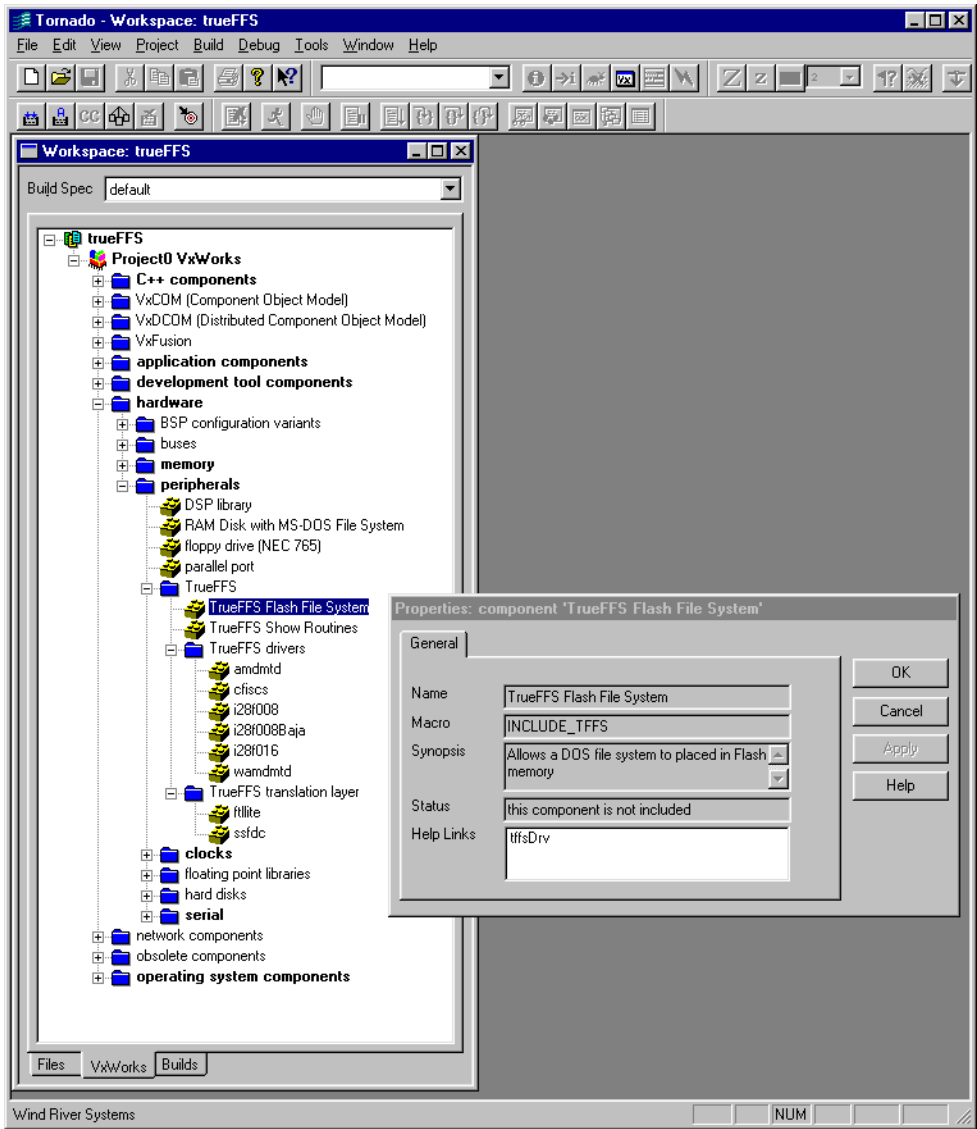 Tornado - Workspace: trueFFS
File Edit View Project Build Debug Tools Window Help
2
CC
Workspace: trueFFS
Build Spec default
trueFFS
Project0 VxWorks
C++ components
VxCOM (Component Object Model)
VxDCOM (Distributed Component Object Model)
VxFusion
application components
development tool components
hardware
BSP configuration variants
buses
memory
peripherals
DSP library
RAM Disk with MS-DOS File System
floppy drive (NEC 765)
parallel port
TrueFFS
TrueFFS Flash File System
TrueFFS Show Routines
TrueFFS drivers
amdmtd
cfiscs
i28f008
i28f008Baja
i28f016
wamdmtd
TrueFFS translation layer
ftllite
ssfdc
clocks
floating point libraries
hard disks
serial
network components
obsolete components
operating system components
Files VxWorks Builds
Properties: component 'TrueFFS Flash File System'
General
Name TrueFFS Flash File System
Macro INCLUDE_TFFS
Synopsis Allows a DOS file system to placed in Flash
memory
Status this component is not included
Help Links tffsDrv
OK
Cancel
Apply
Help
Wind River Systems NUM